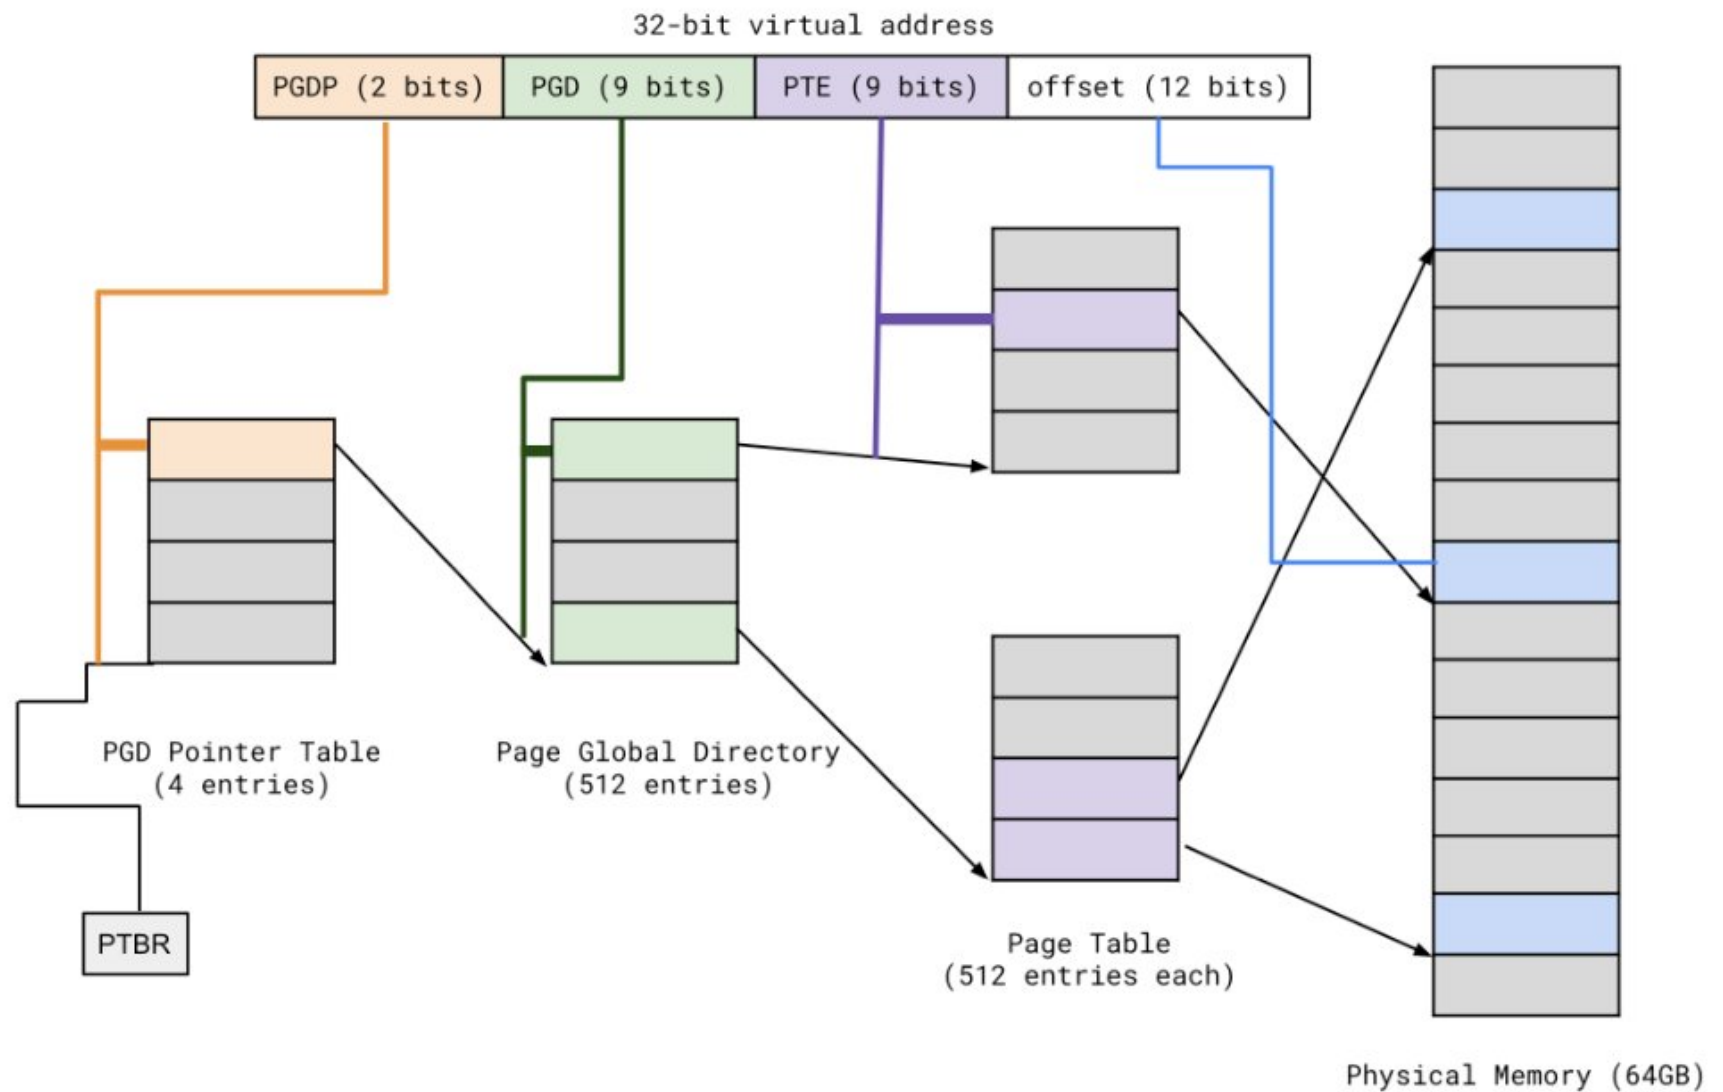 32-bit virtual address
PGDP (2 bits) PGD (9 bits) PTE (9 bits) offset (12 bits)
PGD Pointer Table
(4 entries)
Page Global Directory
(512 entries)
PTBR
Page Table
(512 entries each)
Physical Memory (64GB)